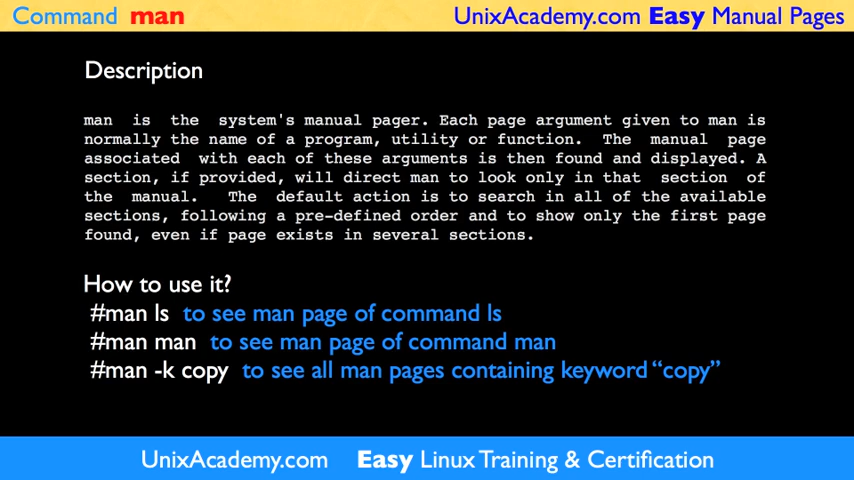 Command man
UnixAcademy.com Easy Manual Pages
Description
man is the system's manual pager. Each page argument given to man is
normally the name of a program, utility or function. The manual page
associated with each of these arguments is then found and displayed. A
section, if provided, will direct man to look only in that section of
the manual. The default action is to search in all of the available
sections, following a pre-defined order and to show only the first page
found, even if page exists in several sections.
How to use it?
#man ls to see man page of command ls
#man man to see man page of command man
#man -k copy to see all man pages containing keyword “copy”
UnixAcademy.com Easy Linux Training & Certification